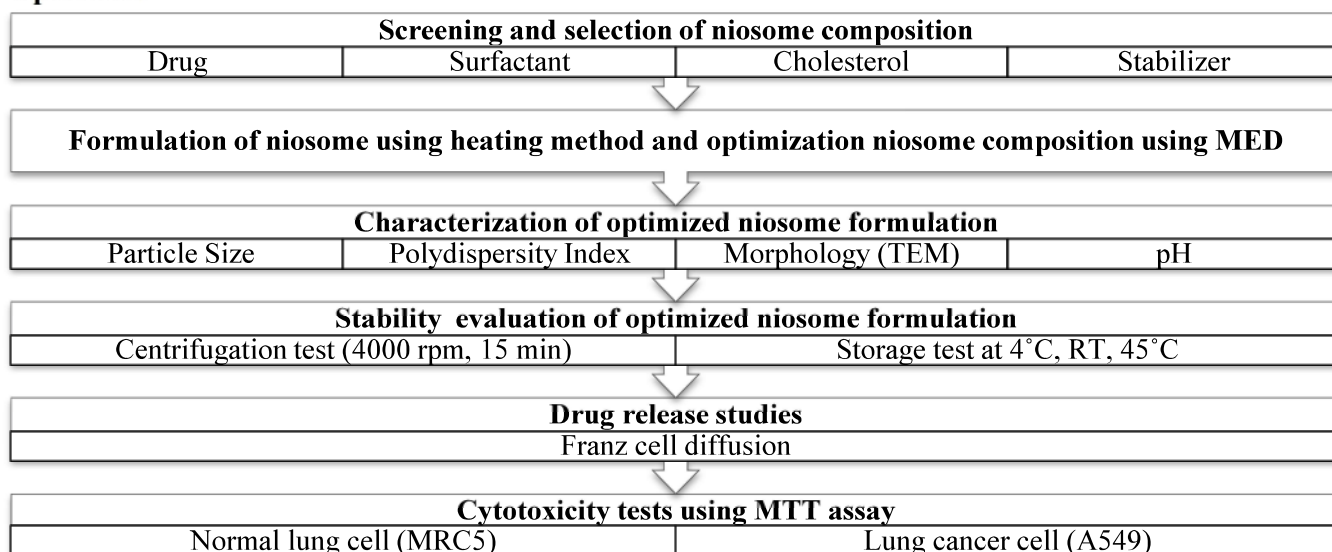 Screening and selection of niosome composition
Drug Surfactant Cholesterol Stabilizer
Formulation of niosome using heating method and optimization niosome composition using MED
Characterization of optimized niosome formulation
Particle Size Polydispersity Index Morphology (TEM) pH
Stability evaluation of optimized niosome formulation
Centrifugation test (4000 rpm, 15 min) Storage test at 4˚C, RT, 45˚C
Drug release studies
Franz cell diffusion
Cytotoxicity tests using MTT assay
Normal lung cell (MRC5) Lung cancer cell (A549)